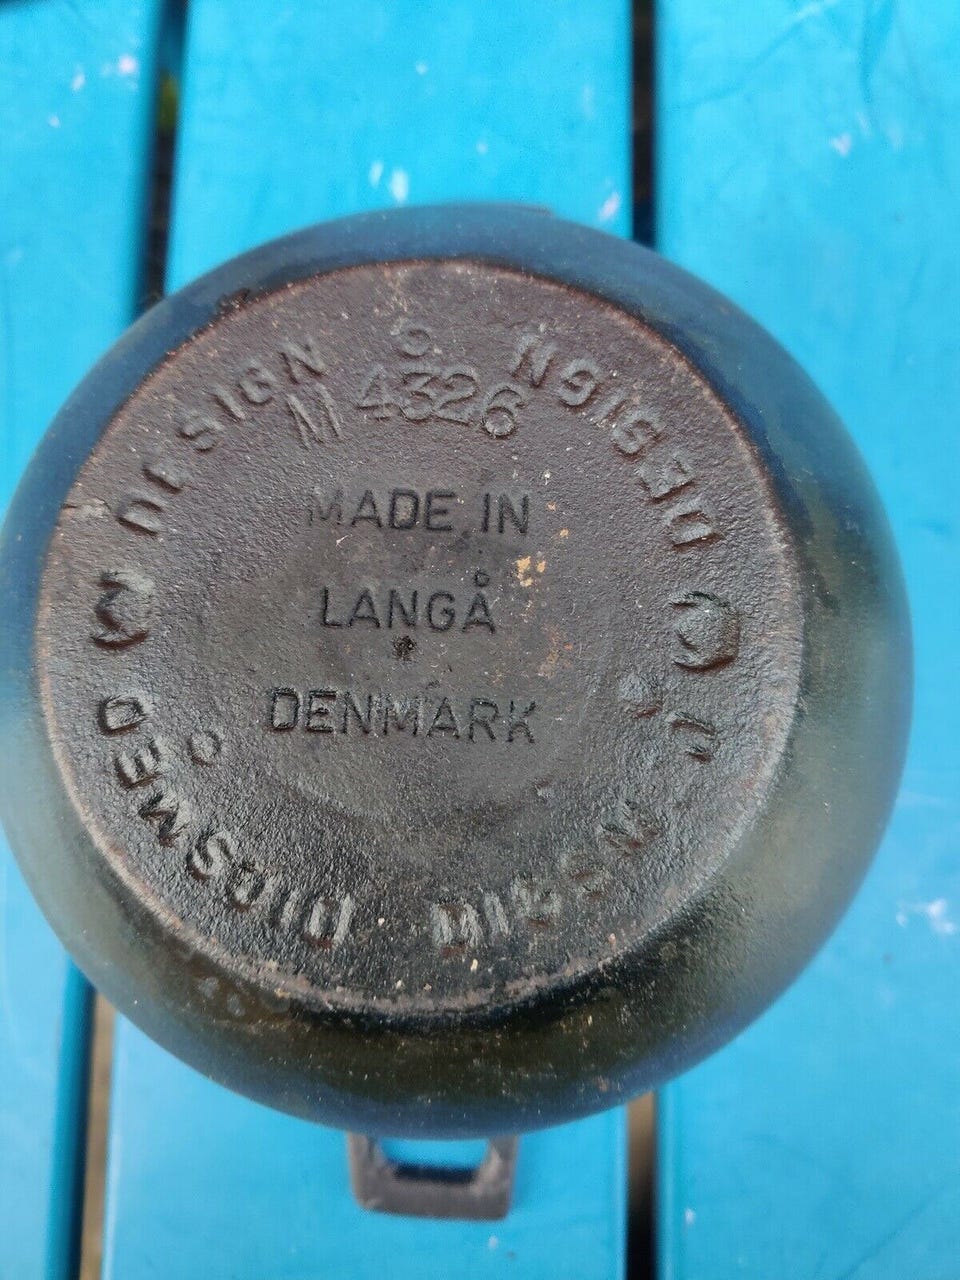 DESIGN
DESIGN
M 4326
MADE IN
LANGÅ
DENMARK